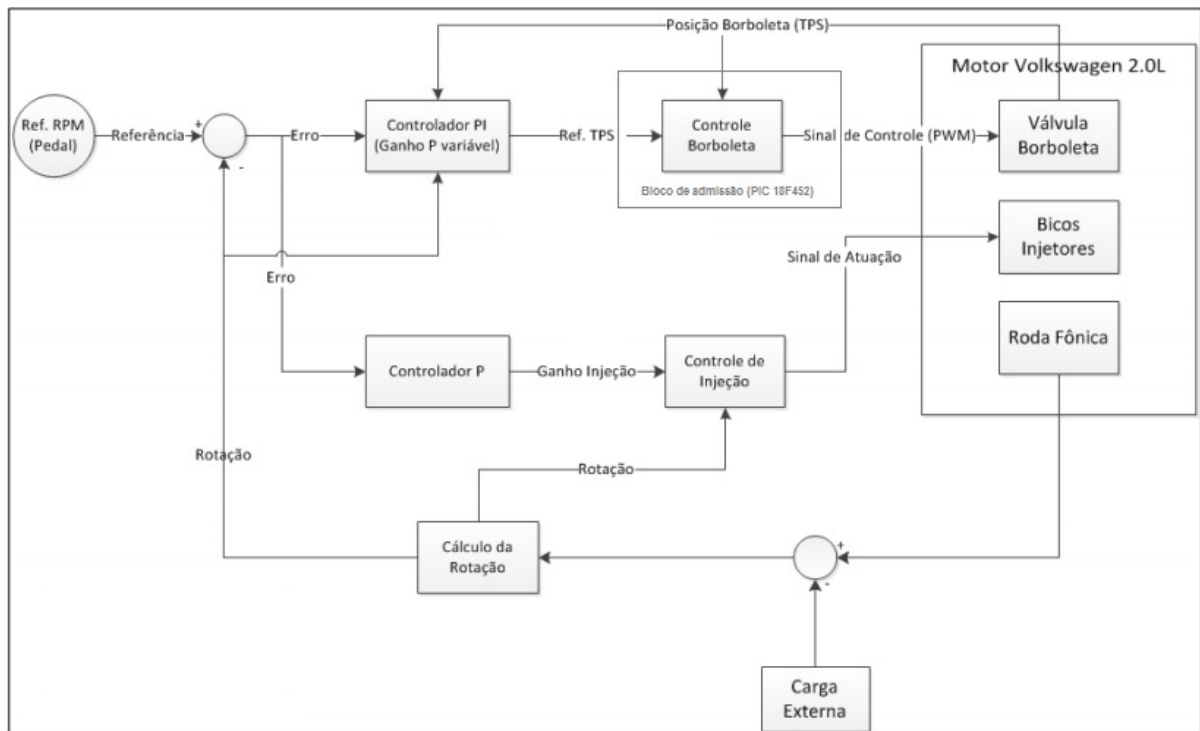 Posição Borboleta (TPS)
Motor Volkswagen 2.0L
Ref. RPM
(Pedal)
Referência
+
-
Erro
Controlador PI
(Ganho P variável)
Ref. TPS
Controle
Borboleta
Bloco de admissão (PIC 18F452)
Sinal de Controle (PWM)
Válvula
Borboleta
Bicos
Injetores
Sinal de Atuação
Erro
Roda Fônica
Controlador P
Ganho Injeção
Controle de
Injeção
Rotação
Rotação
Cálculo da
Rotação
+
-
Carga
Externa